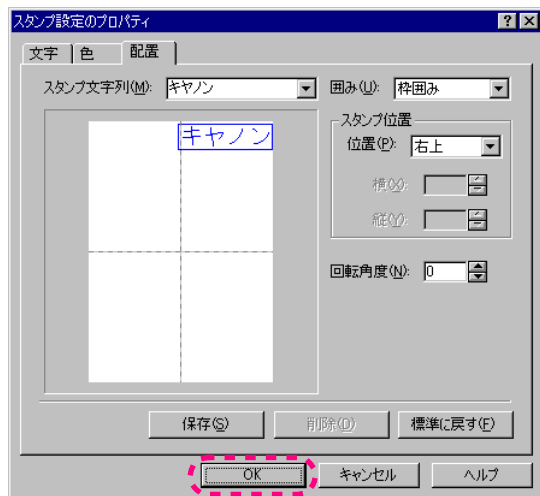 スタンプ設定のプロパティ
文字 色 配置
スタンプ文字列(M): キヤノン 囲み(U): 枠囲み
キヤノン
スタンプ位置
位置(P): 右上
横(X):
縦(Y):
回転角度(N): 0
保存(S) 削除(D) 標準に戻す(F)
OK キャンセル ヘルプ